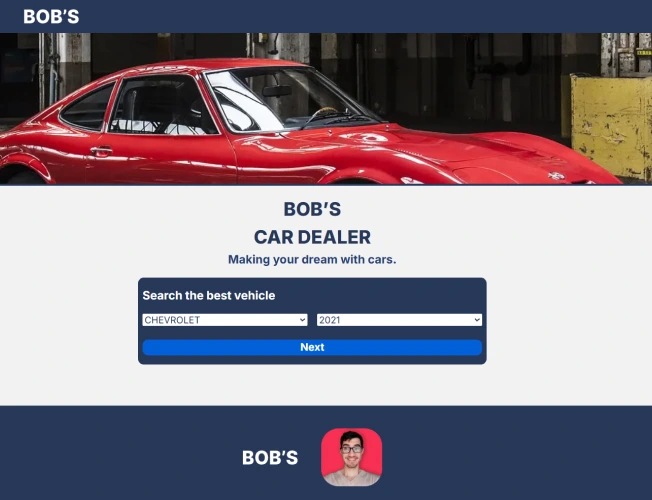 BOB'S
BOB'S
CAR DEALER
Making your dream with cars.
Search the best vehicle
CHEVROLET 2021
Next
BOB'S